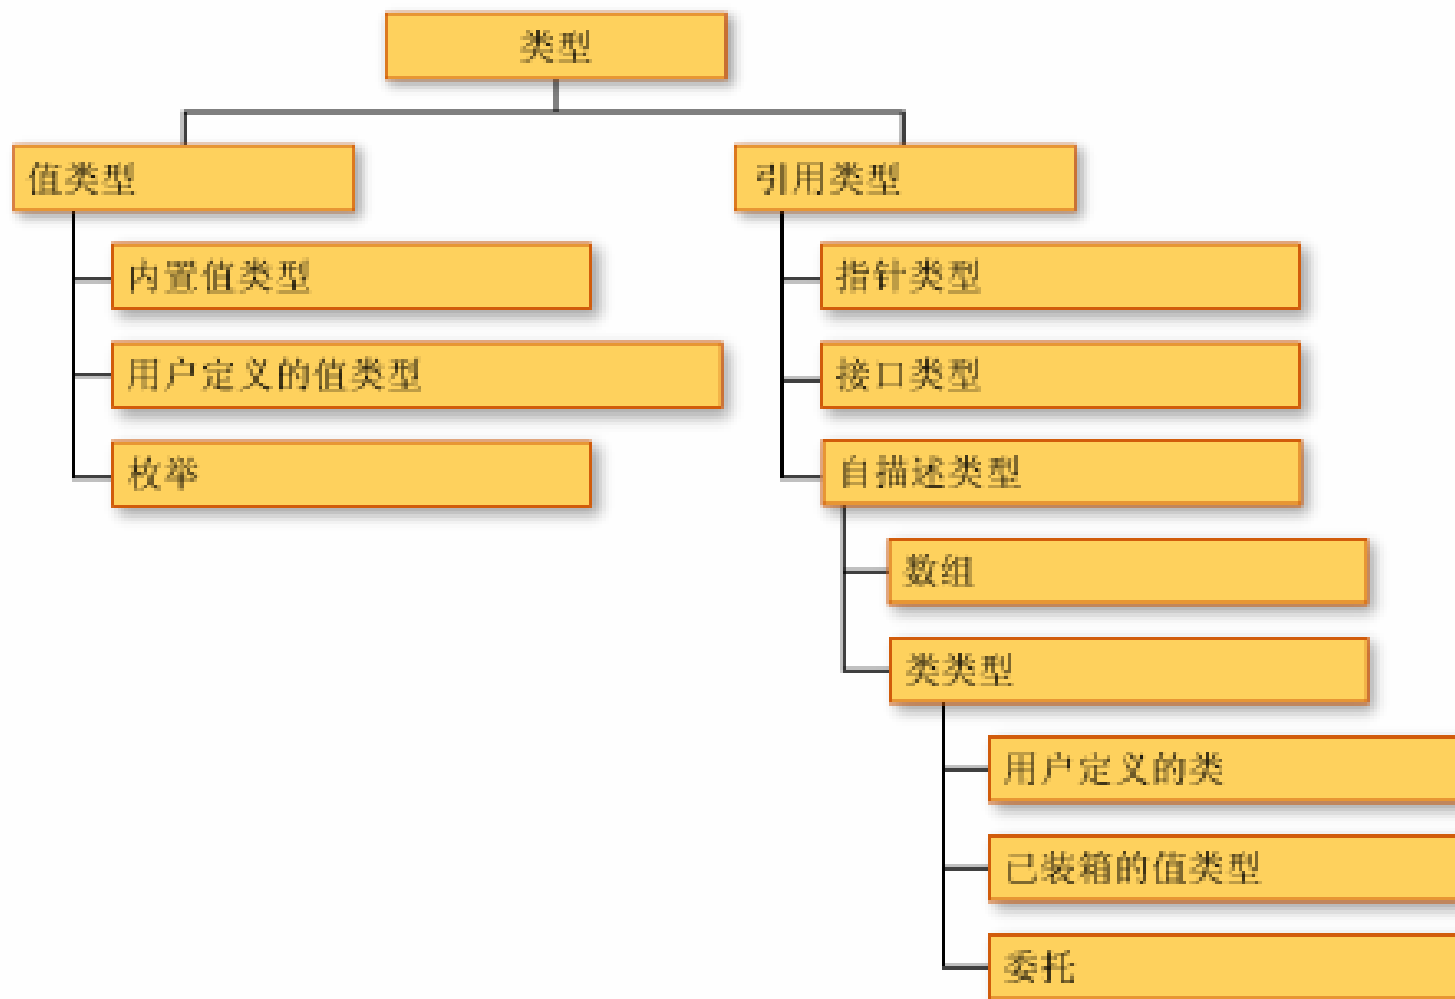 类型
值类型
内置值类型
用户定义的值类型
枚举
引用类型
指针类型
接口类型
自描述类型
数组
类类型
用户定义的类
已装箱的值类型
委托